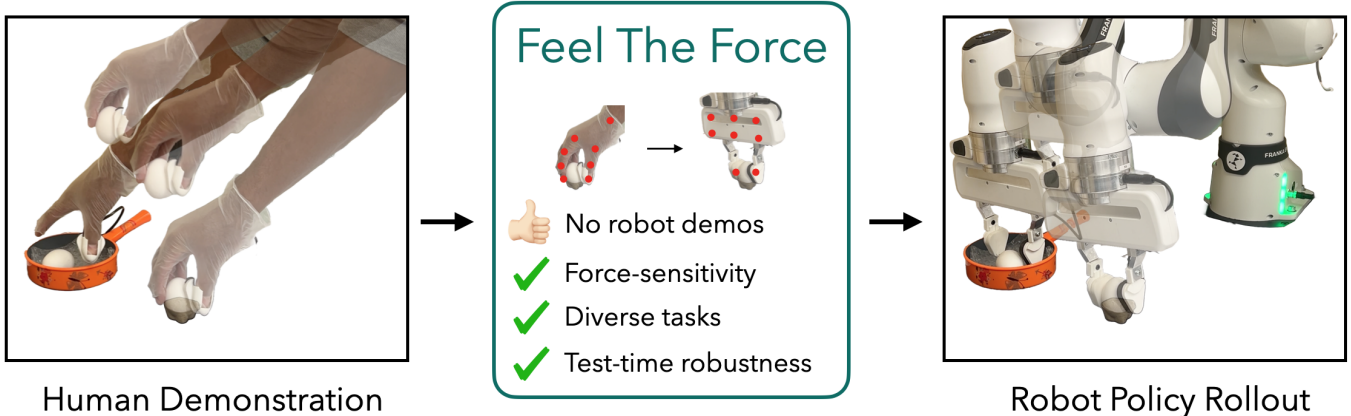 Feel The Force
No robot demos
Force-sensitivity
Diverse tasks
Test-time robustness
Human Demonstration
Robot Policy Rollout